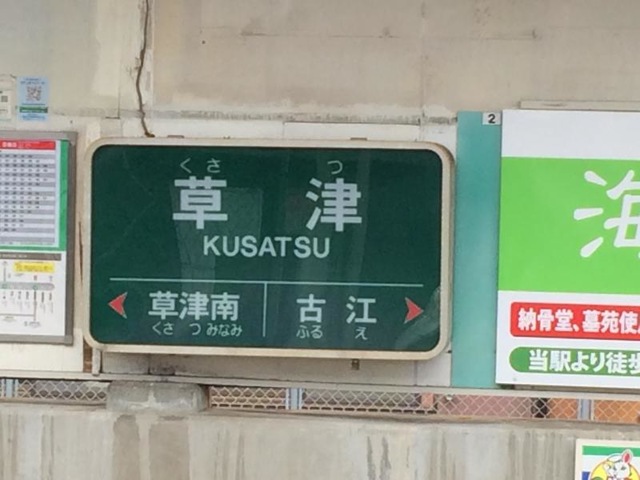 くさ つ
草 津
KUSATSU
草津南 古江
くさ つ みなみ ふる え
2
海
納骨堂、墓苑使
当駅より徒歩